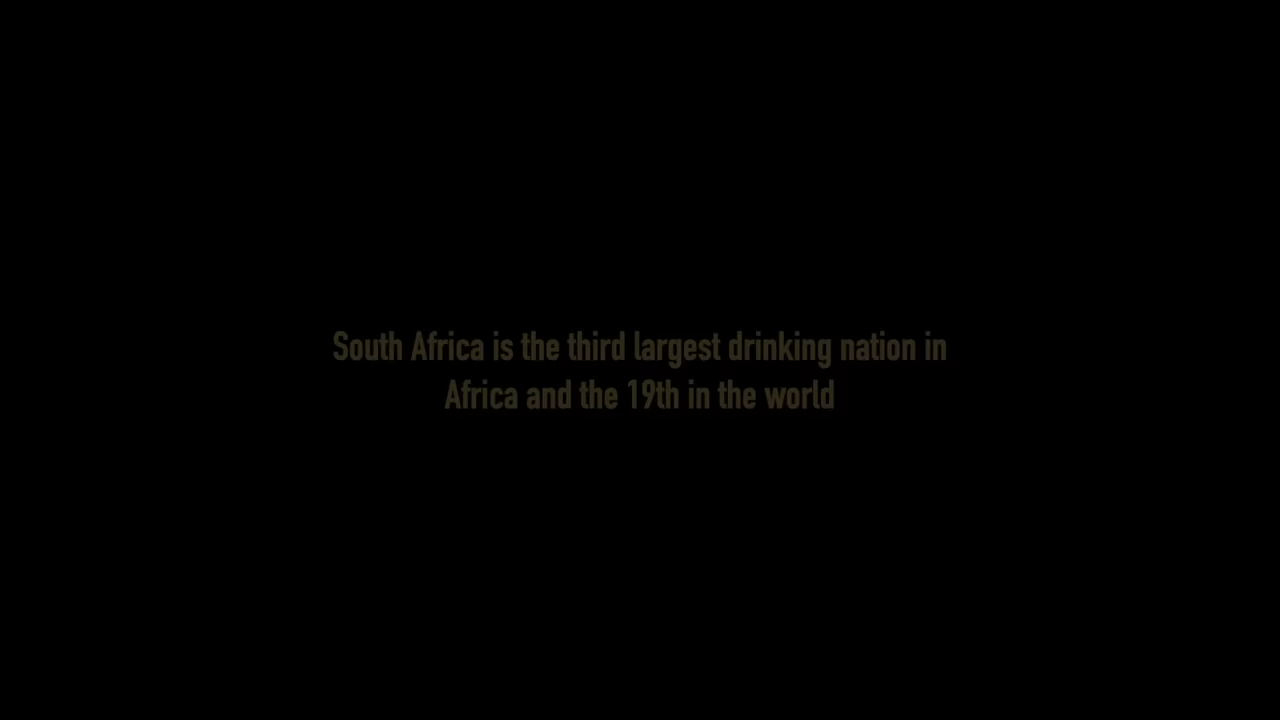 South Africa is the third largest drinking nation in
Africa and the 19th in the world